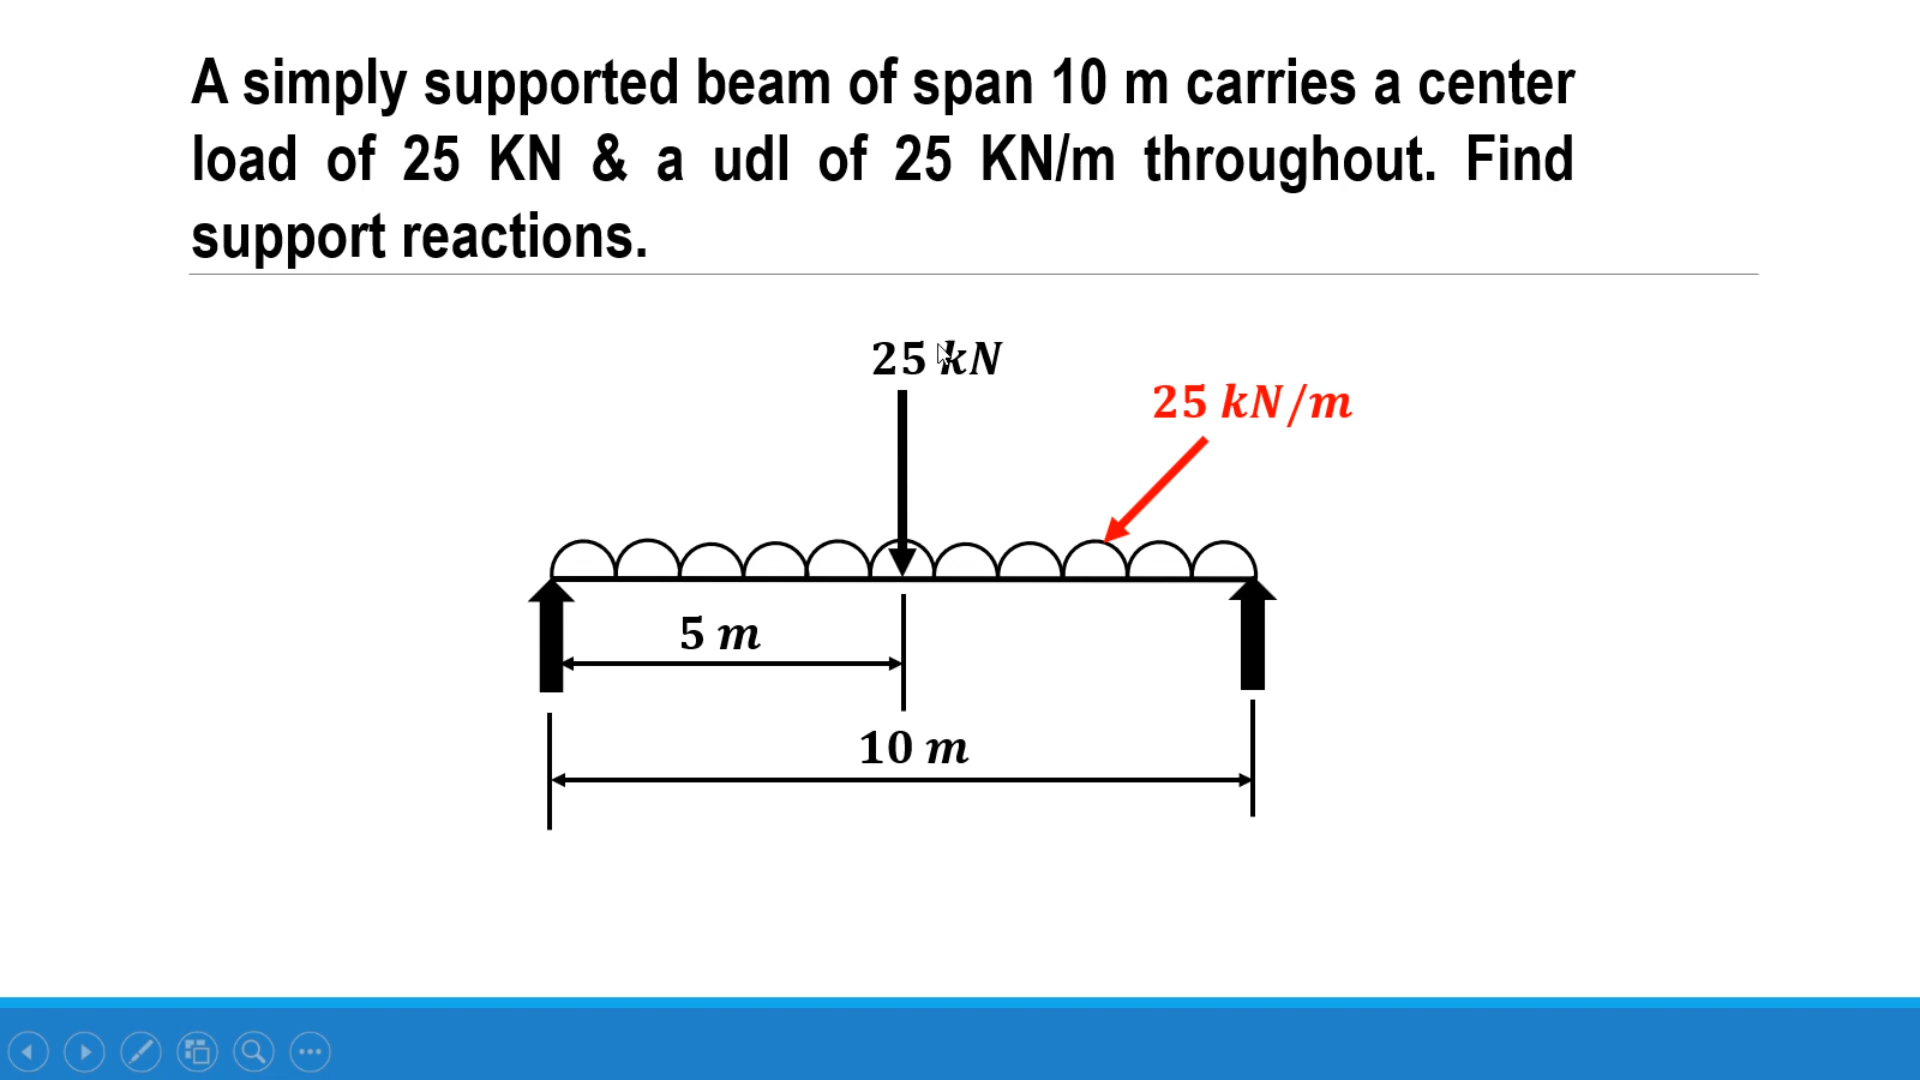 A simply supported beam of span 10 m carries a center
load of 25 KN & a udl of 25 KN/m throughout. Find
support reactions.
25 kN
25 kN/m
5 m
10 m